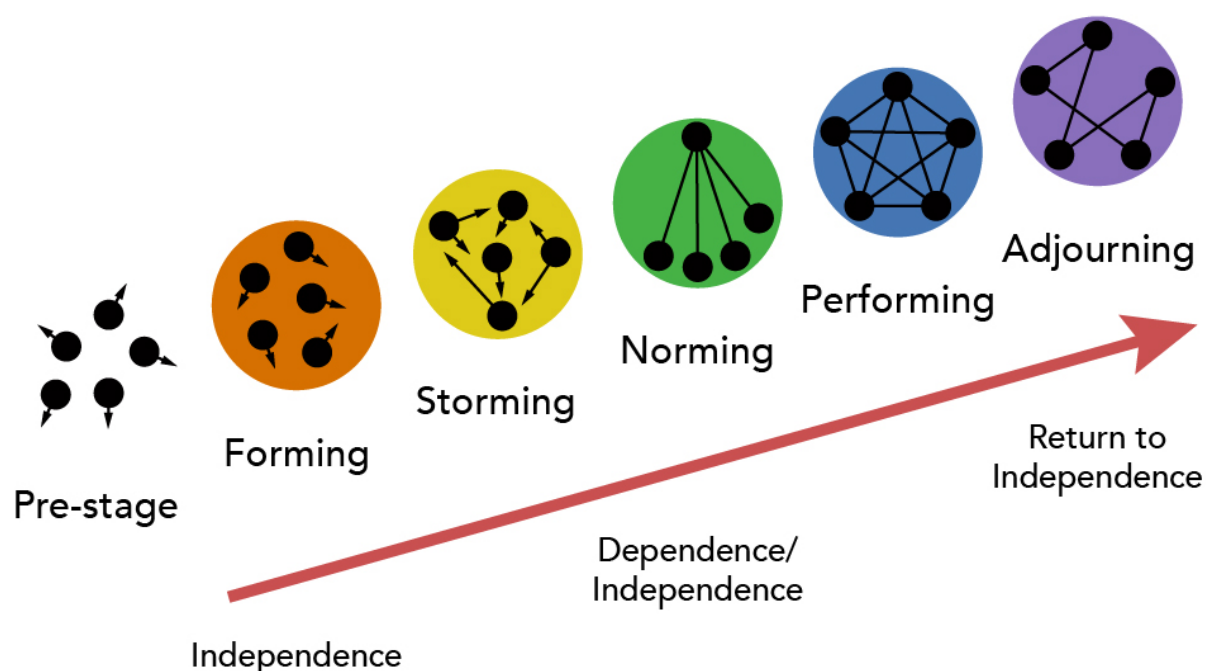 Pre-stage
Forming
Storming
Norming
Performing
Adjourning
Independence
Dependence/
Independence
Return to
Independence